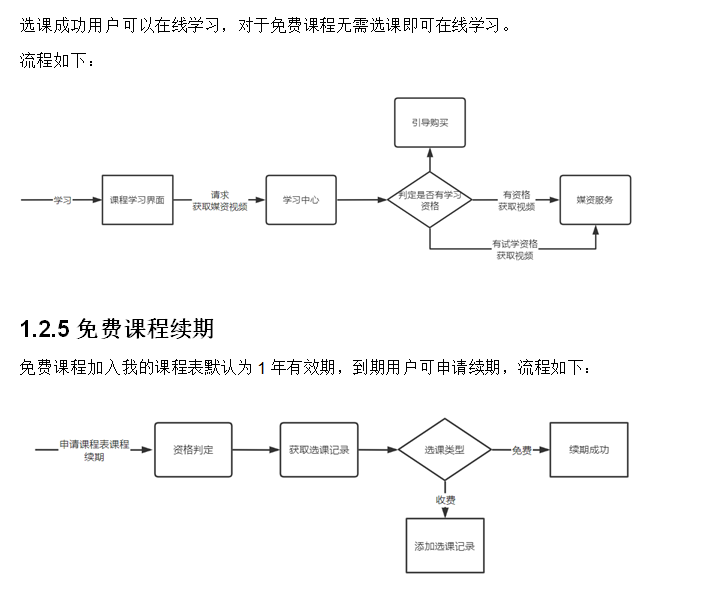 选课成功用户可以在线学习，对于免费课程无需选课即可在线学习。
流程如下：
引导购买
学习
课程学习界面
请求
获取媒资视频
学习中心
判定是否有学习
资格
有资格
获取视频
媒资服务
有试学资格
获取视频
1.2.5 免费课程续期
免费课程加入我的课程表默认为 1 年有效期，到期用户可申请续期，流程如下：
申请课程表课程
续期
资格判定
获取选课记录
选课类型
免费
续期成功
收费
添加选课记录